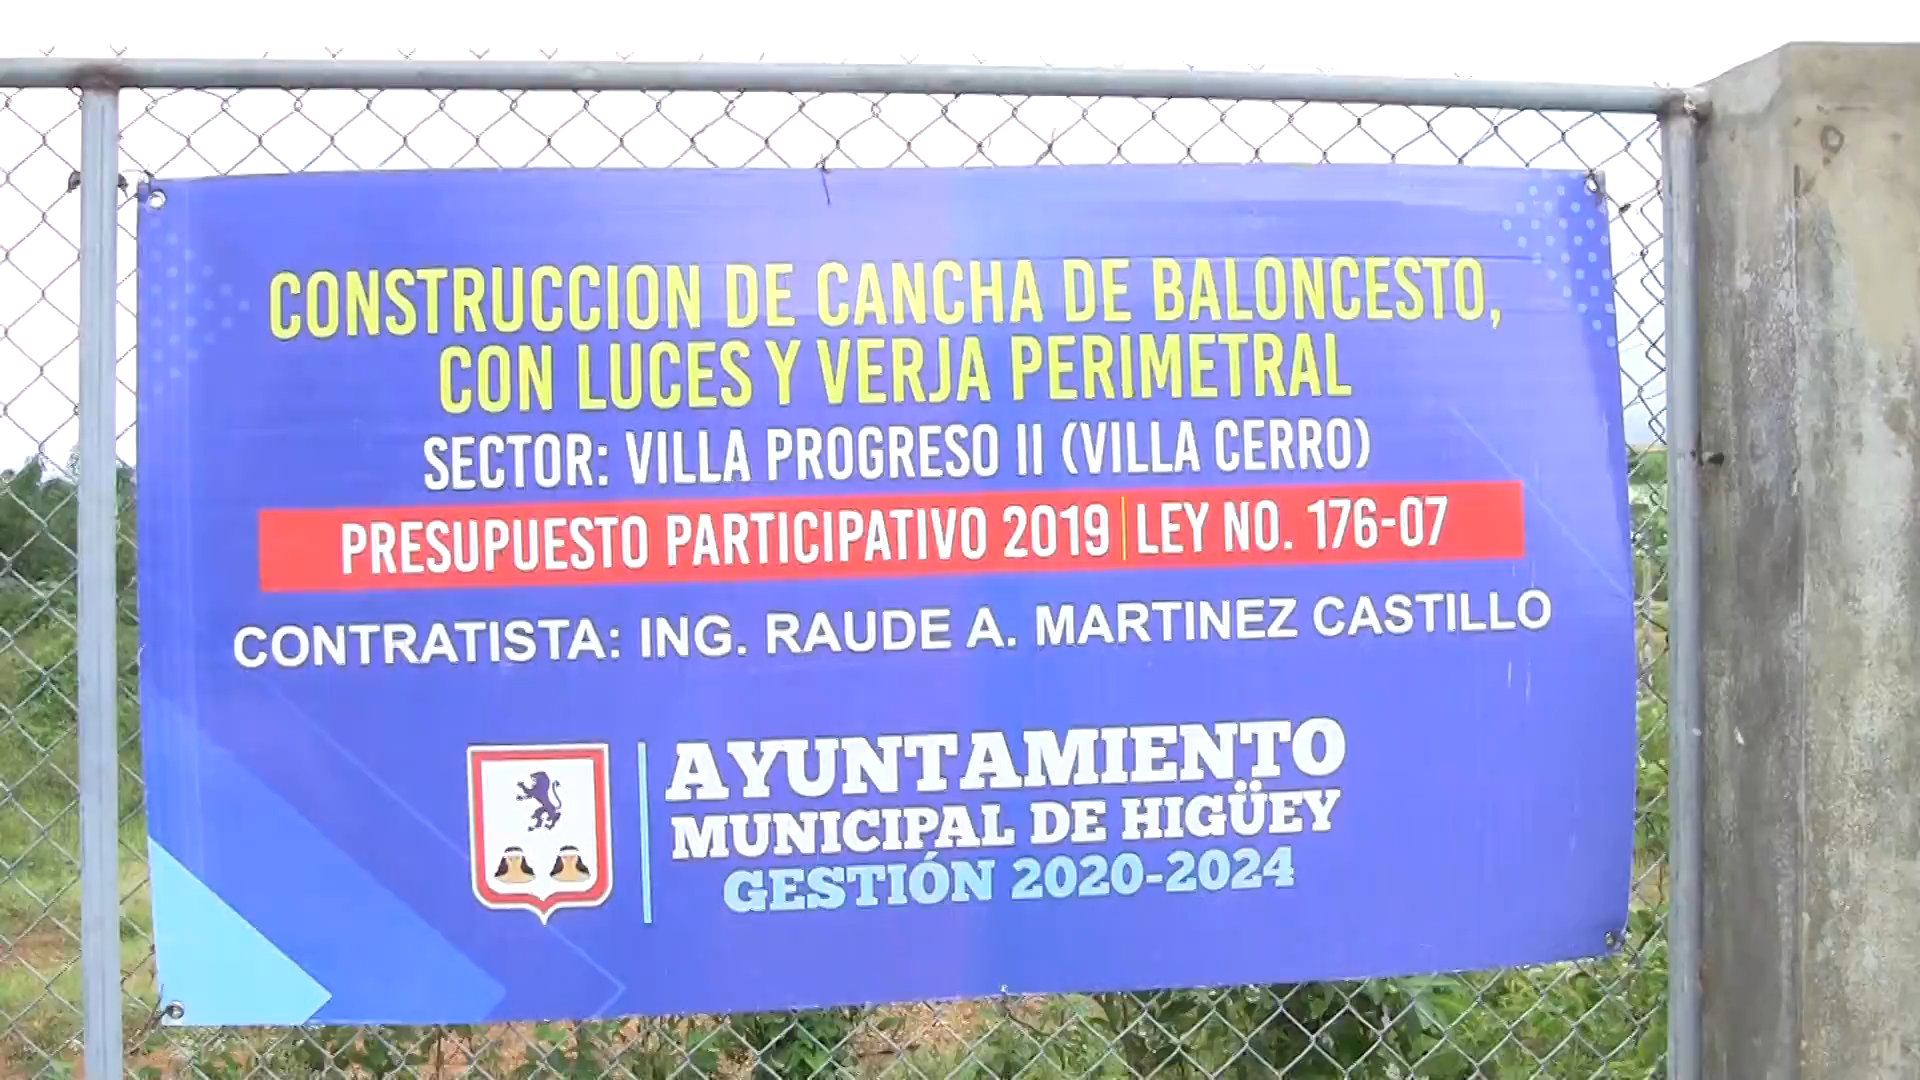 CONSTRUCCION DE CANCHA DE BALONCESTO,
CON LUCES Y VERJA PERIMETRAL
SECTOR: VILLA PROGRESO II (VILLA CERRO)
PRESUPUESTO PARTICIPATIVO 2019 | LEY NO. 176-07
CONTRATISTA: ING. RAUDE A. MARTINEZ CASTILLO
AYUNTAMIENTO
MUNICIPAL DE HIGÜEY
GESTIÓN 2020-2024